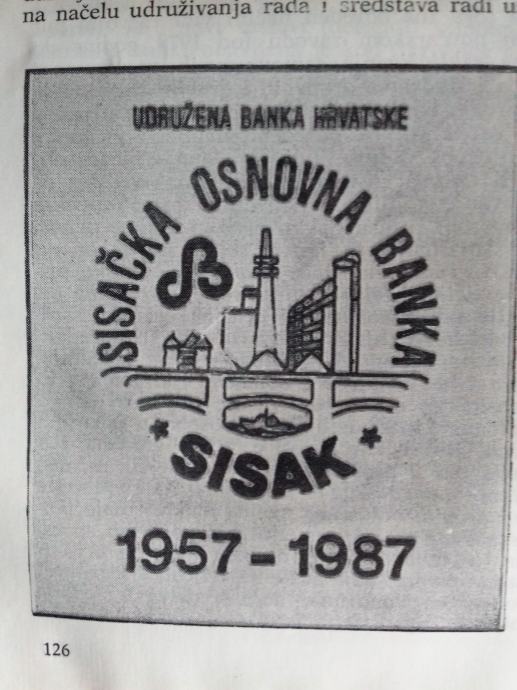 na načelu udruživanja rada i sredstava radi u
UDRUŽENA BANKA HRVATSKE
SISAČKA OSNOVNA BANKA
SISAK
1957-1987
126